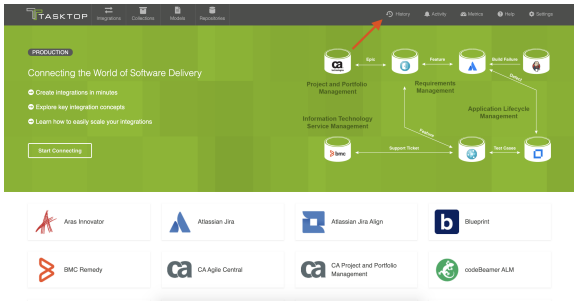 TASKTOP
Integrations
Collections
Models
Repositories
History
Activity
Metrics
Help
Settings
PRODUCTION
Connecting the World of Software Delivery
Create integrations in minutes
Explore key integration concepts
Learn how to easily scale your integrations
Start Connecting
ca
Epic
Feature
Build Failure
Project and Portfolio
Management
Requirements
Management
Defect
Application Lifecycle
Management
Information Technology
Service Management
Feature
bmc
Support Ticket
Test Cases
Aras Innovator
Atlassian Jira
Atlassian Jira Align
b
Blueprint
BMC Remedy
ca
CA Agile Central
ca
CA Project and Portfolio
Management
codeBeamer ALM